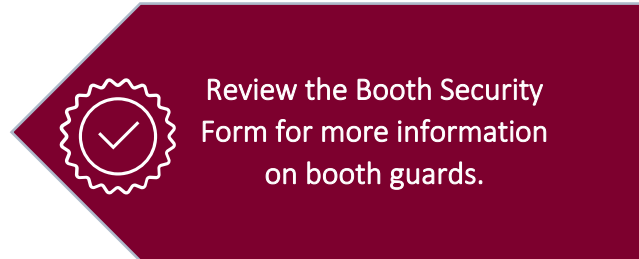 Review the Booth Security
Form for more information
on booth guards.